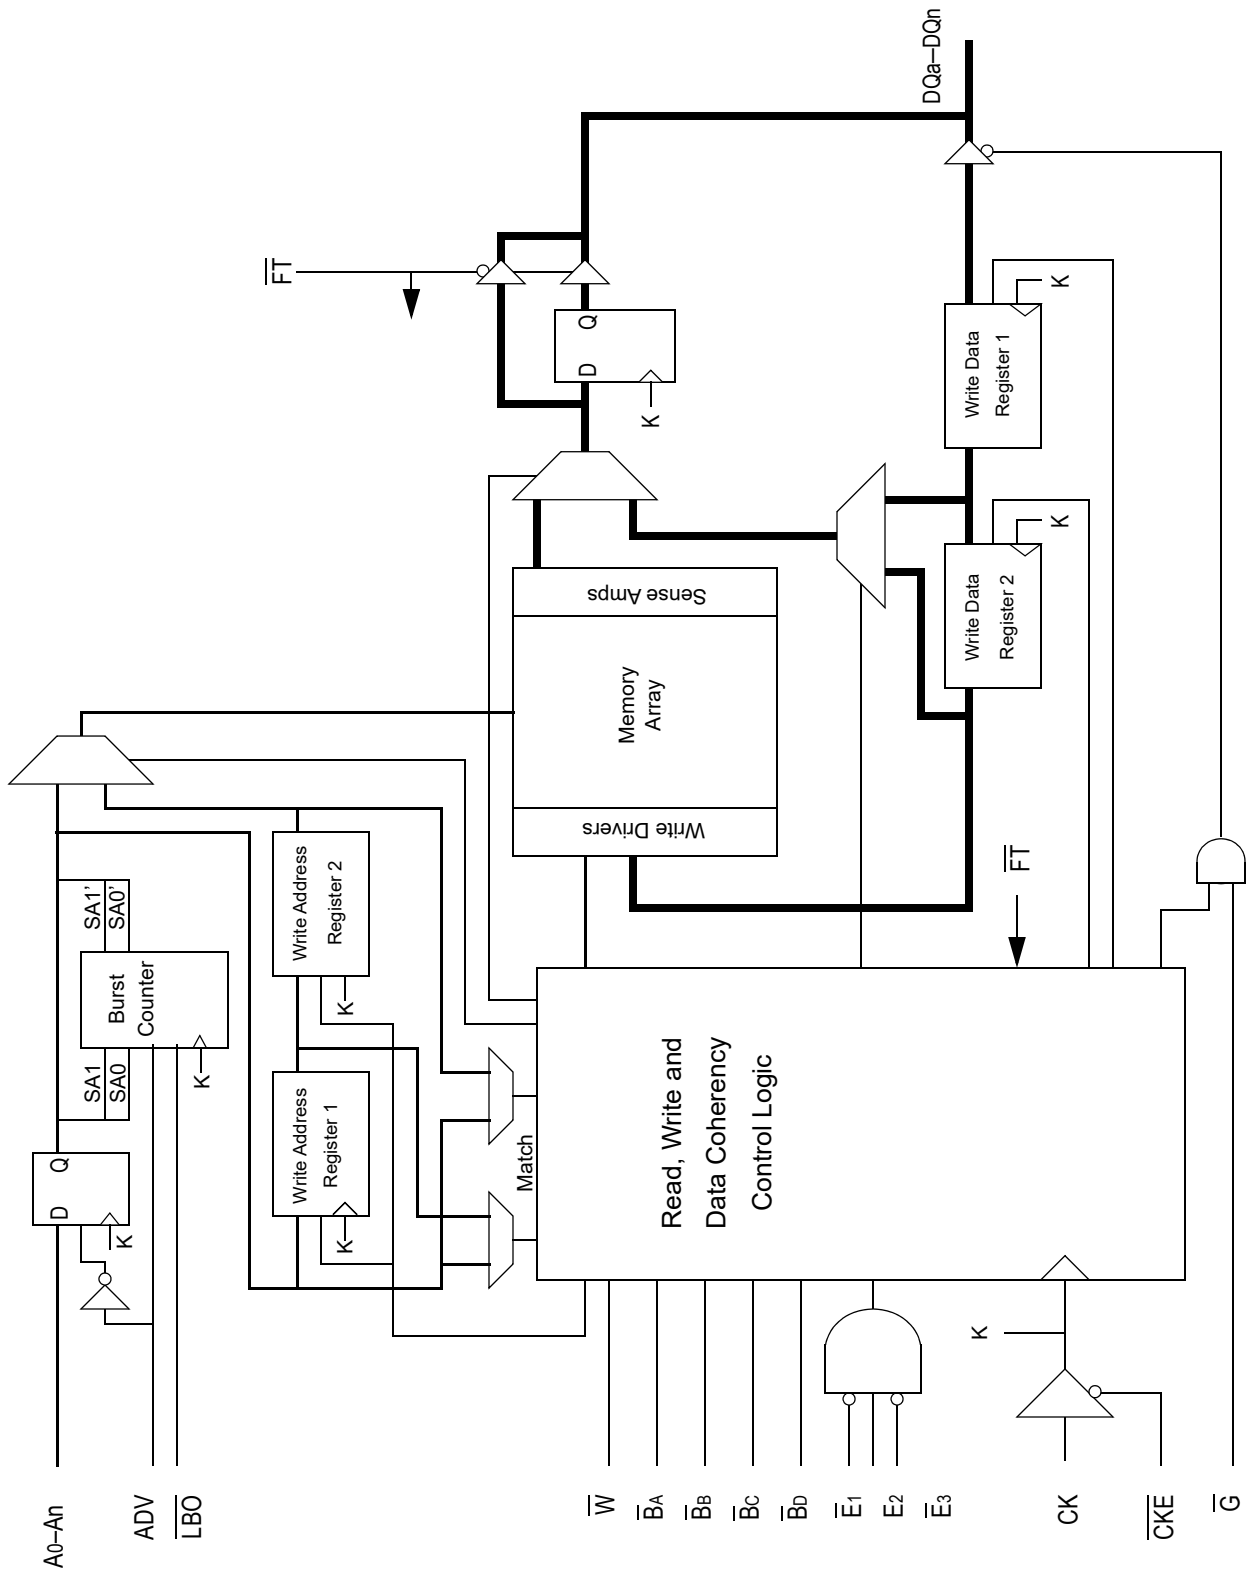 A0–An
ADV
LBO
D
Q
K
SA1
SA0
Burst
Counter
K
SA1'
SA0'
Write Address
Register 1
K
Write Address
Register 2
K
Match
FT
Write Drivers
Memory
Array
Sense Amps
D
Q
K
W
BA
BB
BC
BD
E1
E2
E3
CK
CKE
G
K
Read, Write and
Data Coherency
Control Logic
FT
Write Data
Register 2
K
Write Data
Register 1
K
DQa–DQn